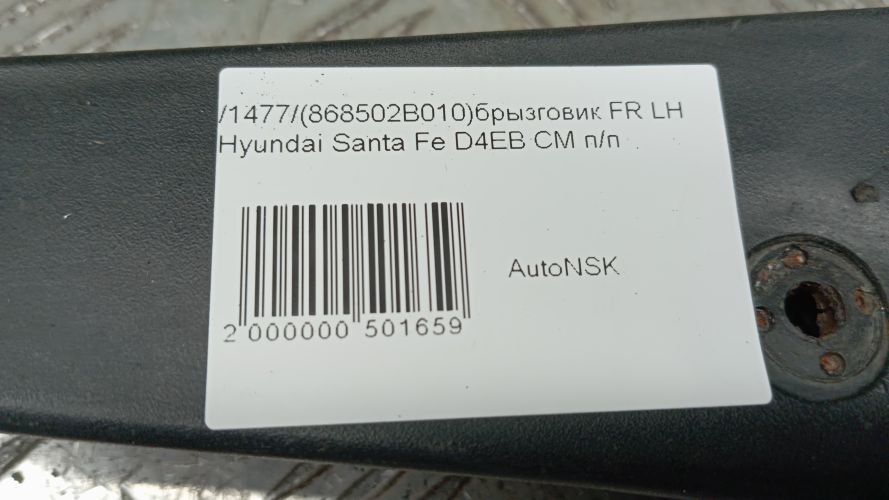 /1477/(868502B010)брызговик FR LH
Hyundai Santa Fe D4EB CM п/п
AutoNSK
2 000000 501659